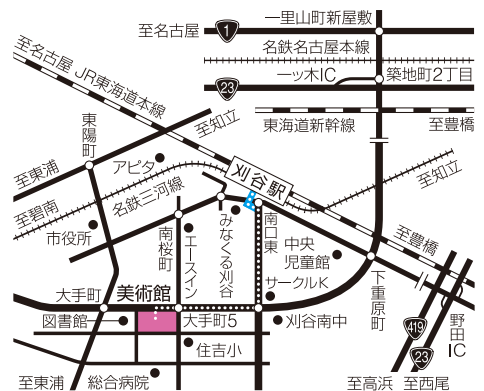 一里山町新屋敷
至名古屋
1
名鉄名古屋本線
至名古屋
JR東海道本線
一ッ木IC
築地町2丁目
23
至知立
東海道新幹線
至豊橋
東陽町
アピタ
刈谷駅
至東浦
至知立
至碧南
名鉄三河線
市役所
南桜町
エースイン
みなくる刈谷
南口東
中央
児童館
至豊橋
サークルK
下重原町
大手町
美術館
図書館
大手町5
刈谷南中
住吉小
419
野田IC
23
至東浦
総合病院
至高浜
至西尾